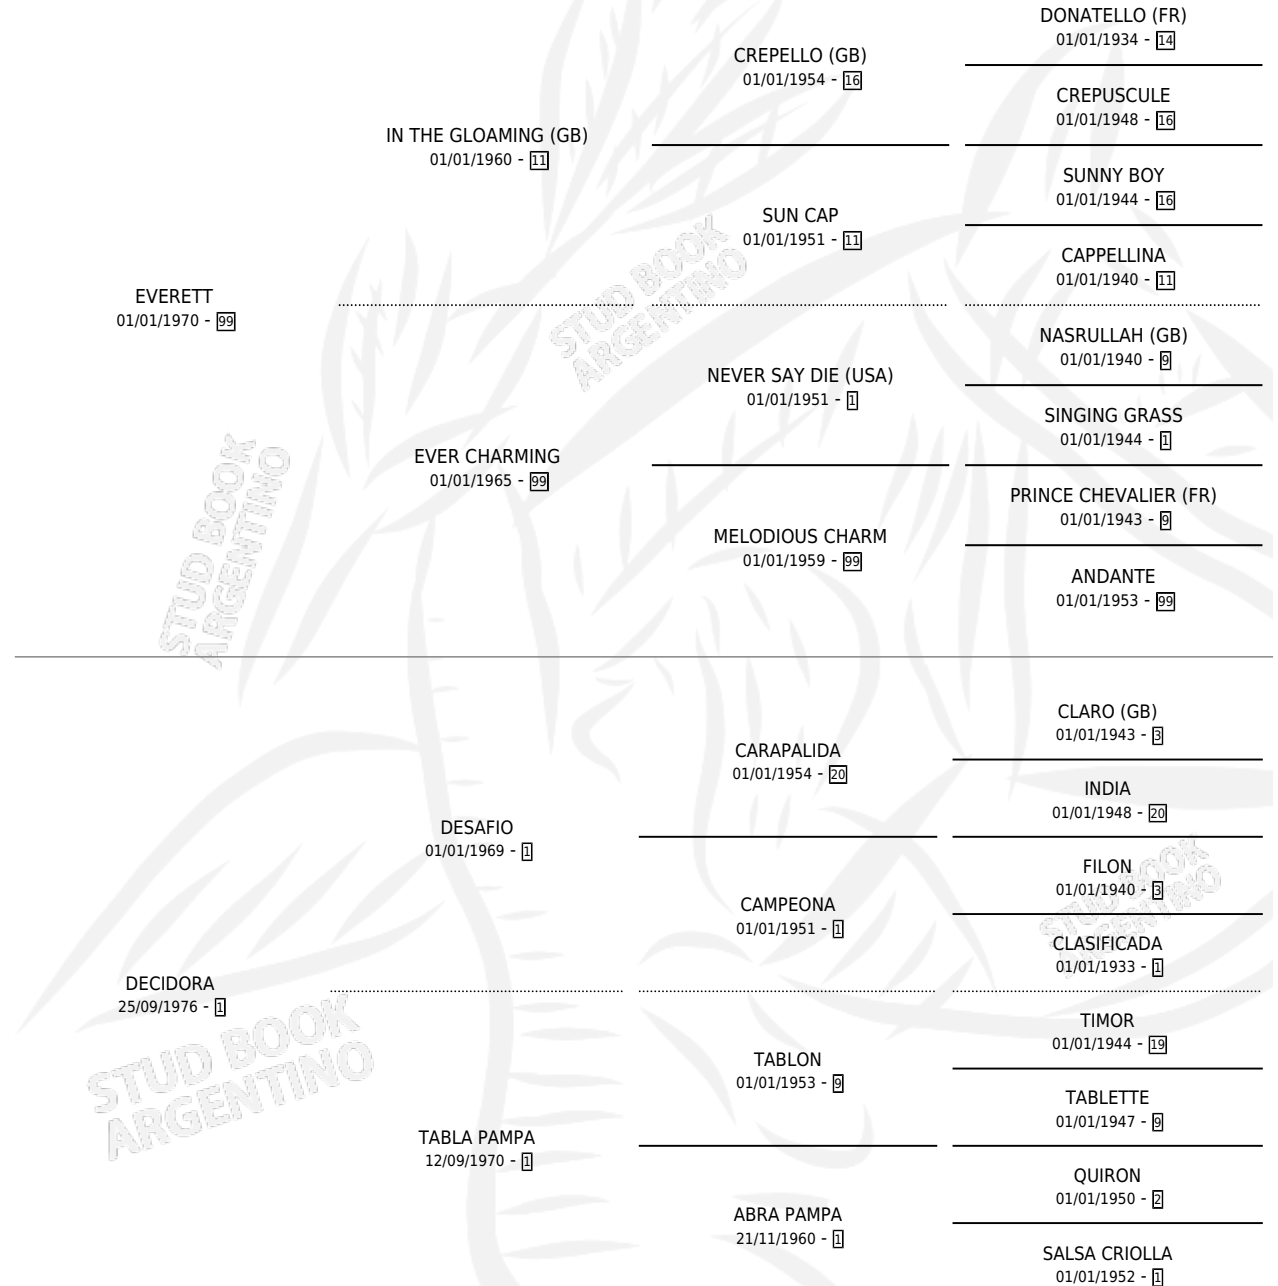 DONATELLO (FR)
01/01/1934 - 14
CREPELLO (GB)
01/01/1954 - 16
CREPUSCULE
01/01/1948 - 16
IN THE GLOAMING (GB)
01/01/1960 - 11
SUNNY BOY
01/01/1944 - 16
SUN CAP
01/01/1951 - 11
CAPPELLINA
01/01/1940 - 11
EVERETT
01/01/1970 - 99
NASRULLAH (GB)
01/01/1940 - 9
NEVER SAY DIE (USA)
01/01/1951 - 1
SINGING GRASS
01/01/1944 - 1
EVER CHARMING
01/01/1965 - 99
PRINCE CHEVALIER (FR)
01/01/1943 - 9
MELODIOUS CHARM
01/01/1959 - 99
ANDANTE
01/01/1953 - 99
CLARO (GB)
01/01/1943 - 3
CARAPALIDA
01/01/1954 - 20
INDIA
01/01/1948 - 20
DESAFIO
01/01/1969 - 1
FILON
01/01/1940 - 3
CAMPEONA
01/01/1951 - 1
CLASIFICADA
01/01/1933 - 1
DECIDORA
25/09/1976 - 1
TIMOR
01/01/1944 - 19
TABLON
01/01/1953 - 9
TABLETTE
01/01/1947 - 9
TABLA PAMPA
12/09/1970 - 1
QUIRON
01/01/1950 - 2
ABRA PAMPA
21/11/1960 - 1
SALSA CRIOLLA
01/01/1952 - 1
STUD BOOK
ARGENTINO
STUD BOOK
ARGENTINO
STUD BOOK
ARGENTINO
STUD BOOK
ARGENTINO